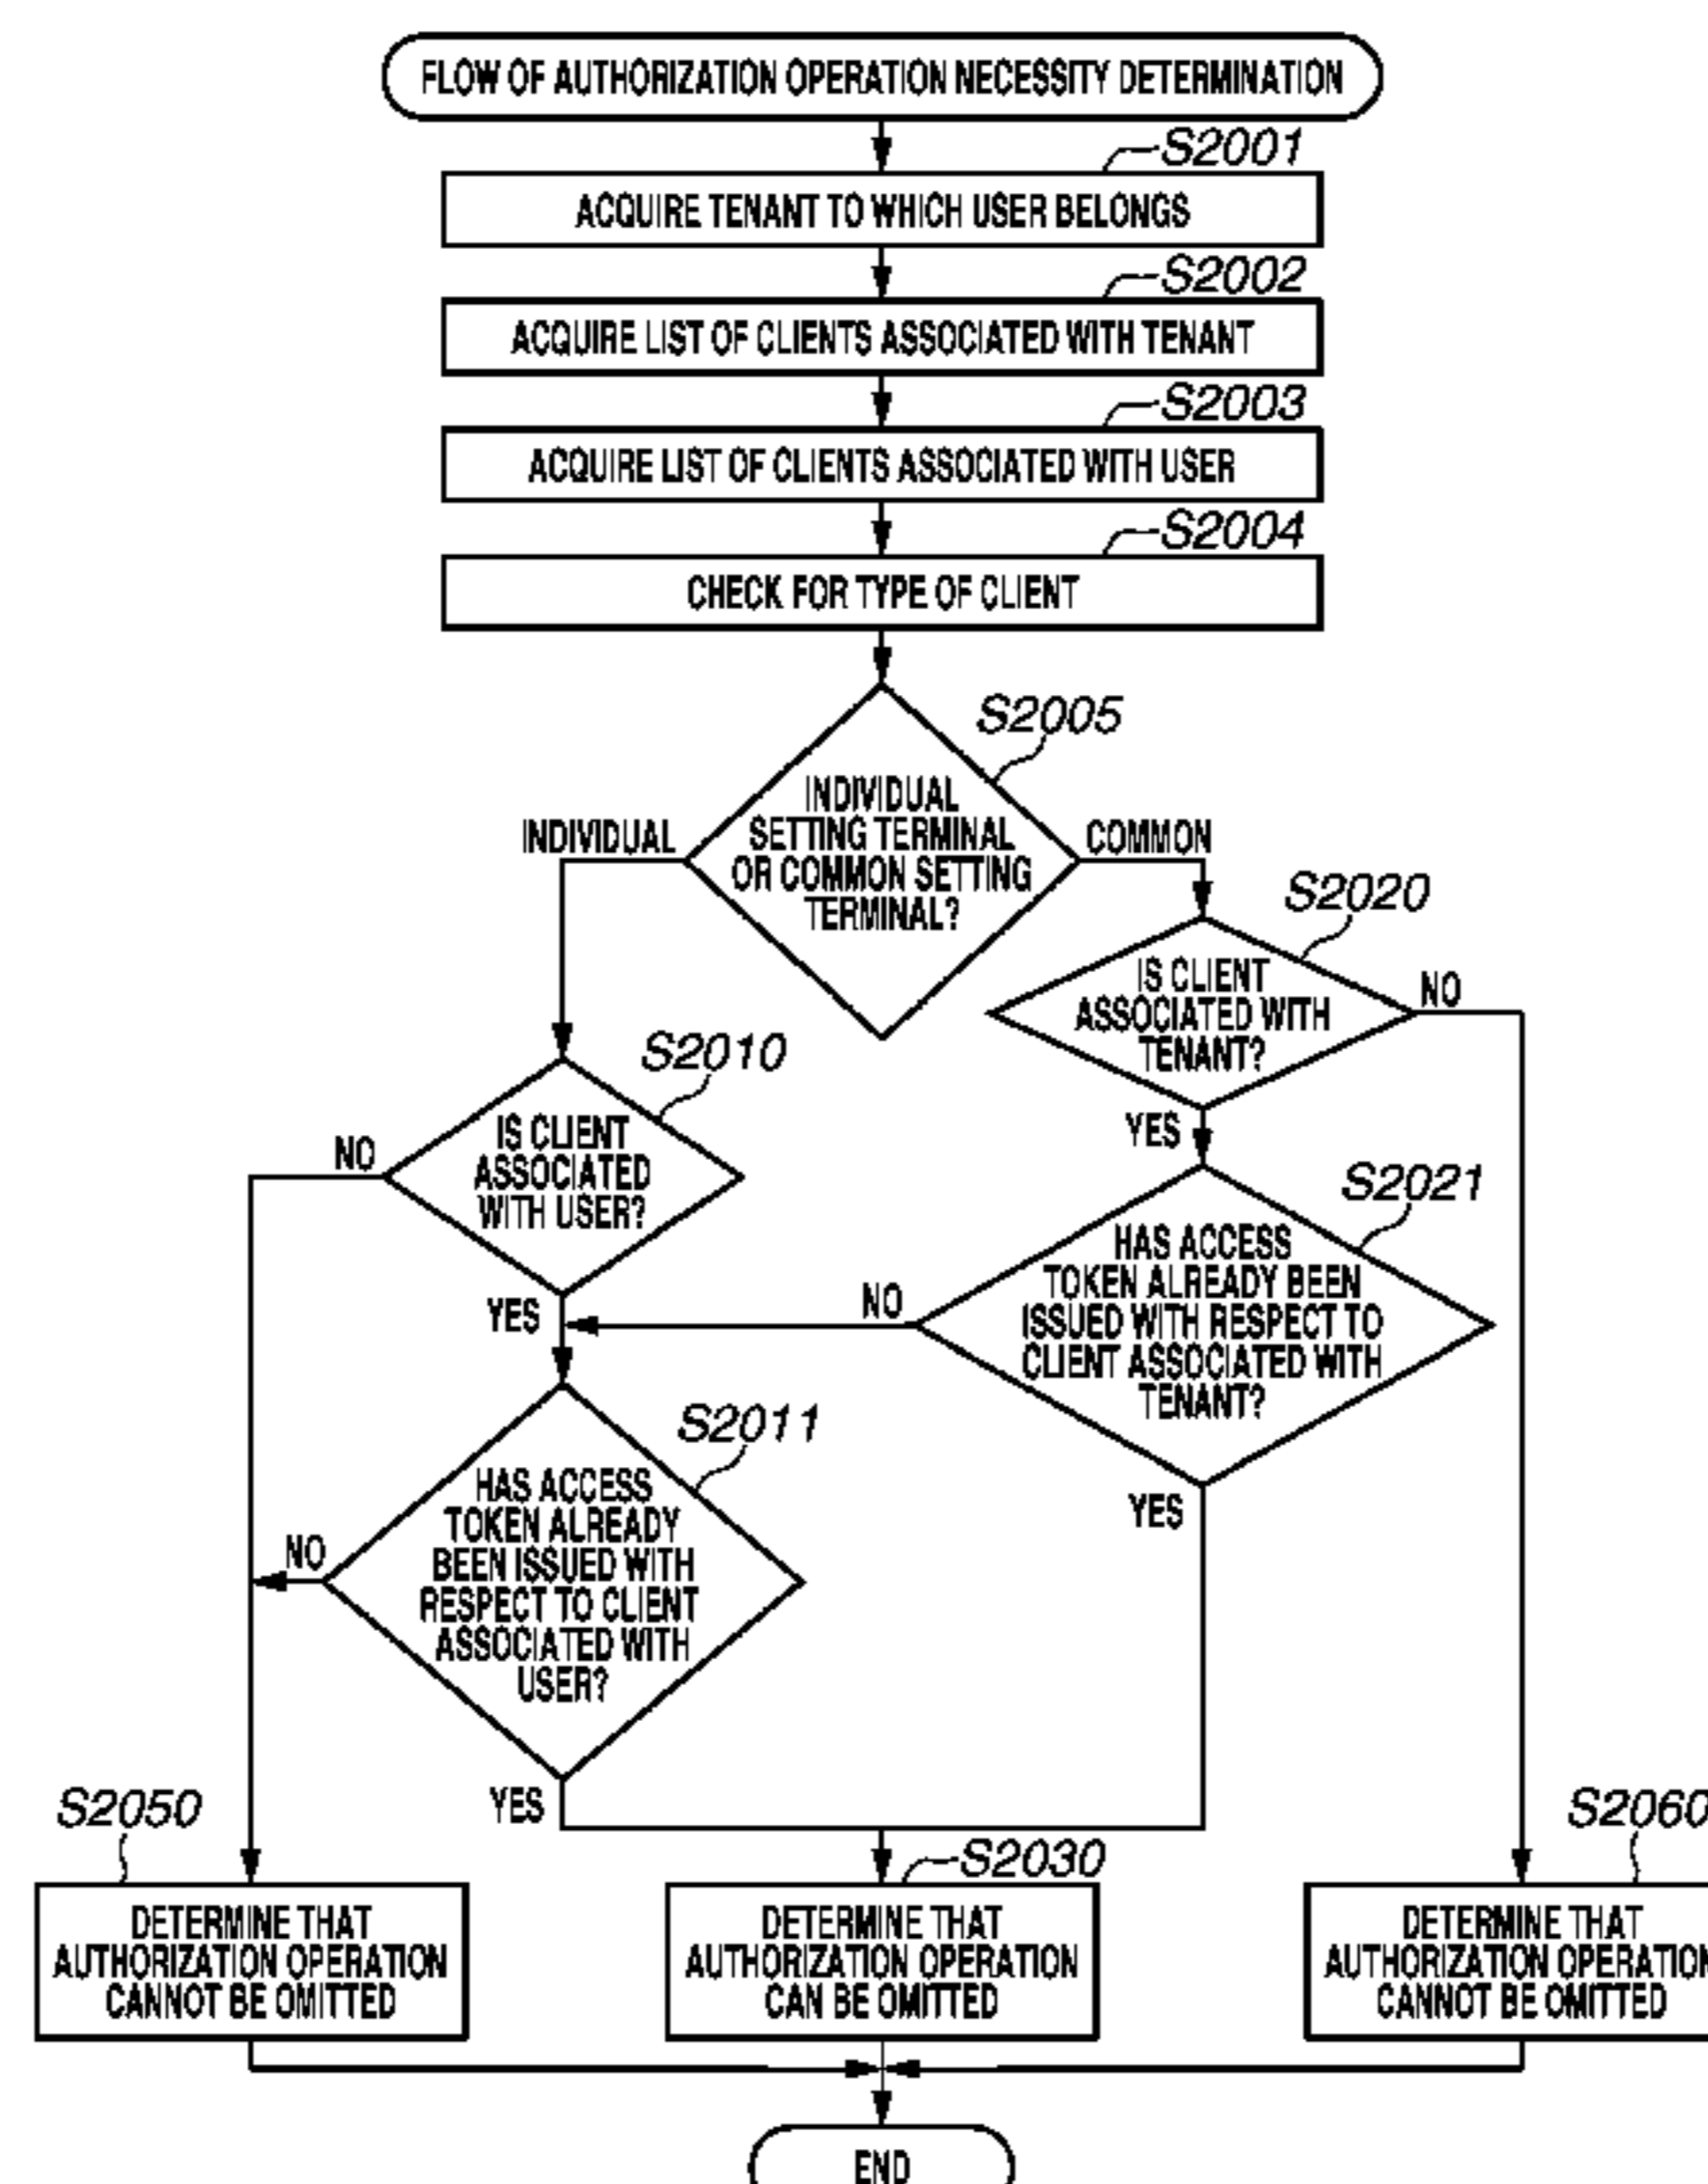 FLOW OF AUTHORIZATION OPERATION NECESSITY DETERMINATION
S2001
ACQUIRE TENANT TO WHICH USER BELONGS
S2002
ACQUIRE LIST OF CLIENTS ASSOCIATED WITH TENANT
S2003
ACQUIRE LIST OF CLIENTS ASSOCIATED WITH USER
S2004
CHECK FOR TYPE OF CLIENT
S2005
INDIVIDUAL
SETTING TERMINAL
OR COMMON SETTING
TERMINAL?
INDIVIDUAL
COMMON
S2020
IS CLIENT
ASSOCIATED WITH
TENANT?
NO
YES
S2010
IS CLIENT
ASSOCIATED
WITH USER?
NO
YES
S2021
HAS ACCESS
TOKEN ALREADY BEEN
ISSUED WITH RESPECT TO
CLIENT ASSOCIATED WITH
TENANT?
NO
YES
S2011
HAS ACCESS
TOKEN ALREADY
BEEN ISSUED WITH
RESPECT TO CLIENT
ASSOCIATED WITH
USER?
NO
YES
S2050
DETERMINE THAT
AUTHORIZATION OPERATION
CANNOT BE OMITTED
S2030
DETERMINE THAT
AUTHORIZATION OPERATION
CAN BE OMITTED
S2060
DETERMINE THAT
AUTHORIZATION OPERATION
CANNOT BE OMITTED
END